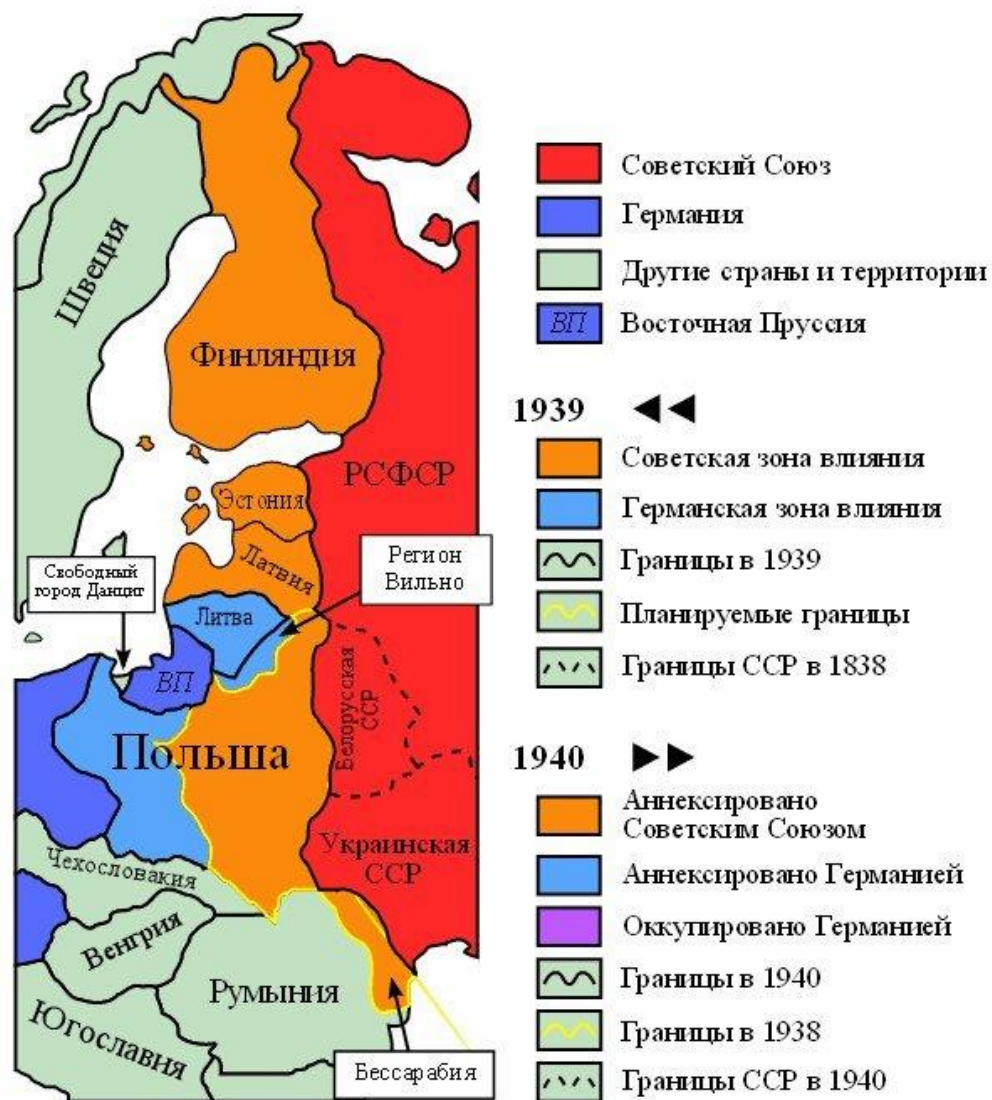 Швеция
Финляндия
РСФСР
Эстония
Латвия
Регион
Вильно
Свободный
город Данциг
Литва
ВП
Белорусская
ССР
Польша
Украинская
ССР
Чехословакия
Венгрия
Румыния
Югославия
Бессарабия
Советский Союз
Германия
Другие страны и территории
ВП Восточная Пруссия
1939
Советская зона влияния
Германская зона влияния
Границы в 1939
Планируемые границы
Границы ССР в 1838
1940
Аннексировано
Советским Союзом
Аннексировано Германией
Оккупировано Германией
Границы в 1940
Границы в 1938
Границы ССР в 1940